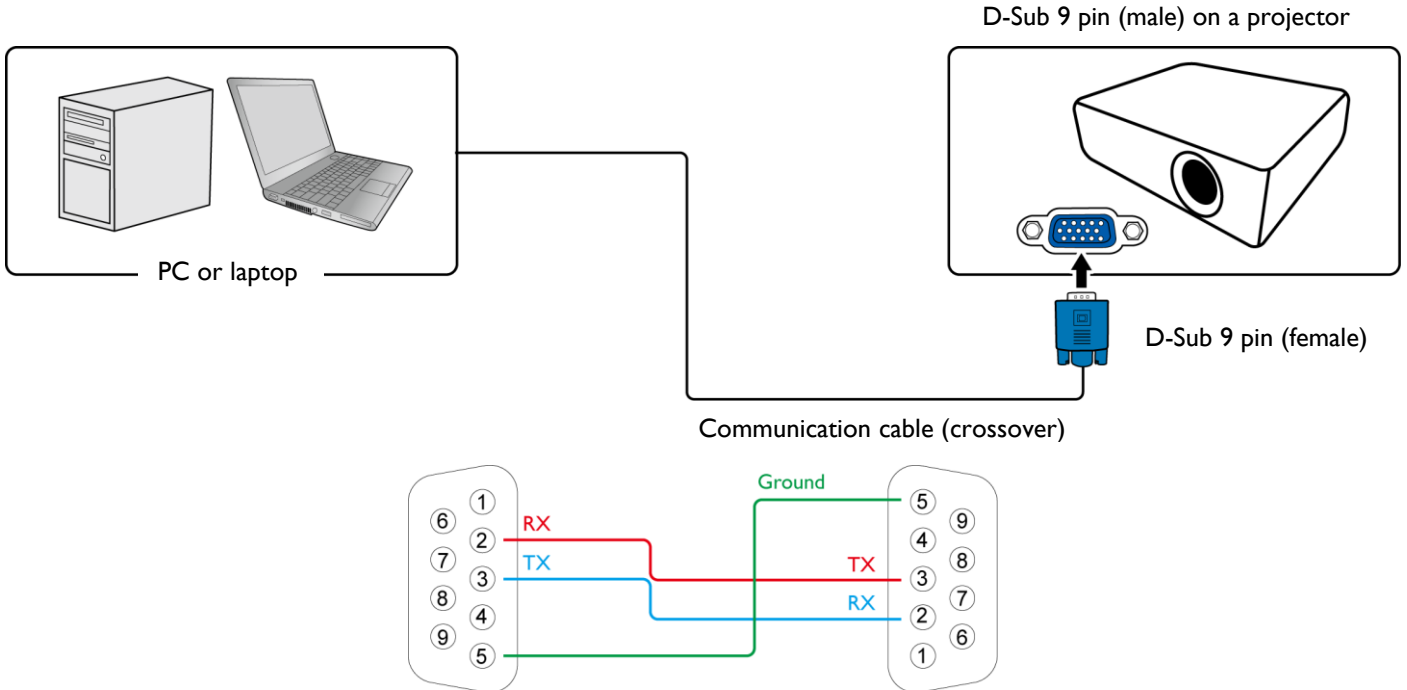 D-Sub 9 pin (male) on a projector
PC or laptop
D-Sub 9 pin (female)
Communication cable (crossover)
Ground
1
6
2
7
3
8
4
9
5
RX
TX
TX
RX
5
9
4
8
3
7
2
6
1